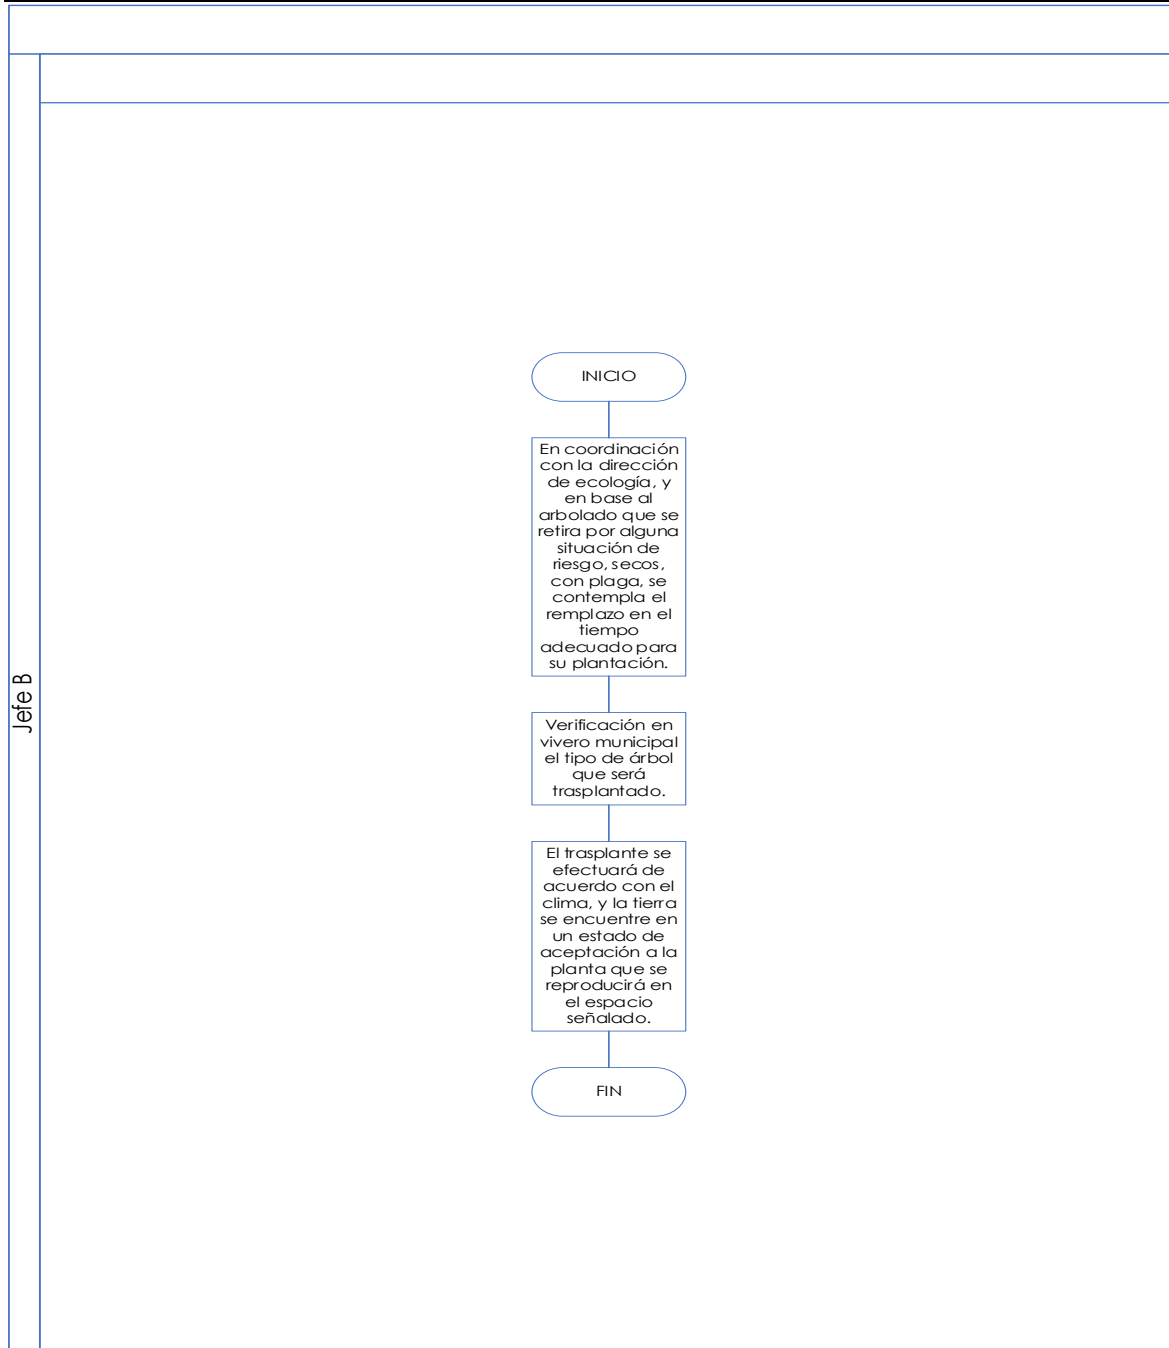 INICIO
En coordinación
con la dirección
de ecología, y
en base al
arbolado que se
retira por alguna
situación de
riesgo, secos,
con plaga, se
contempla el
remplazo en el
tiempo
adecuado para
su plantación.
Jefe B
Verificación en
vivero municipal
el tipo de árbol
que será
trasplantado.
El trasplante se
efectuará de
acuerdo con el
clima, y la tierra
se encuentre en
un estado de
aceptación a la
planta que se
reproducirá en
el espacio
señalado.
FIN